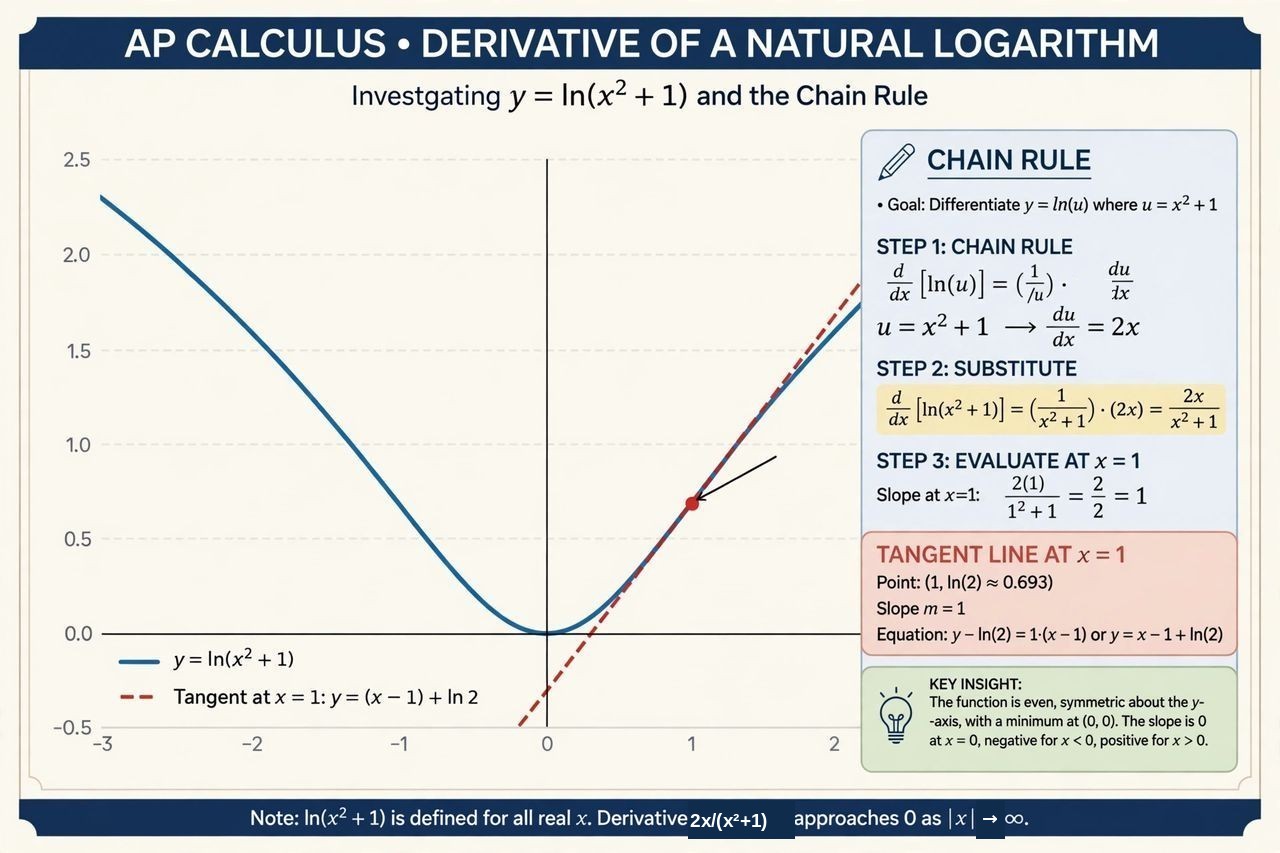 AP CALCULUS • DERIVATIVE OF A NATURAL LOGARITHM
Investgating y = ln(x² + 1) and the Chain Rule
2.5
2.0
1.5
1.0
0.5
0.0
−0.5
−3
−2
−1
0
1
2
y = ln(x² + 1)
Tangent at x = 1: y = (x − 1) + ln 2
CHAIN RULE
• Goal: Differentiate y = ln(u) where u = x² + 1
STEP 1: CHAIN RULE
d/dx [ln(u)] = (1//u) · du/dx
u = x² + 1 → du/dx = 2x
STEP 2: SUBSTITUTE
d/dx [ln(x² + 1)] = (1/x² + 1) · (2x) = 2x/x² + 1
STEP 3: EVALUATE AT x = 1
Slope at x=1: 2(1)/1² + 1 = 2/2 = 1
TANGENT LINE AT x = 1
Point: (1, ln(2) ≈ 0.693)
Slope m = 1
Equation: y − ln(2) = 1·(x − 1) or y = x − 1 + ln(2)
KEY INSIGHT:
The function is even, symmetric about the y-
-axis, with a minimum at (0, 0). The slope is 0
at x = 0, negative for x < 0, positive for x > 0.
Note: ln(x² + 1) is defined for all real x. Derivative 2x/(x²+1) approaches 0 as |x| → ∞.